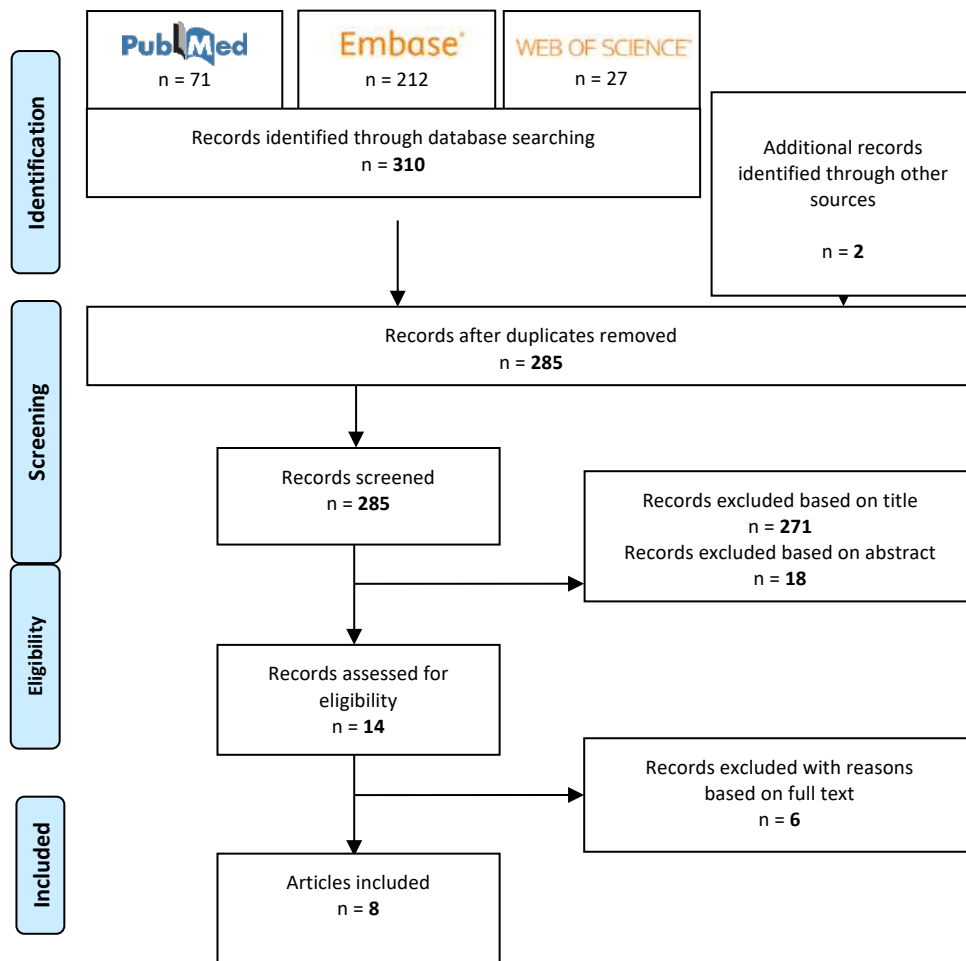 Identification
PubMed
n = 71
Embase®
n = 212
WEB OF SCIENCE™
n = 27
Records identified through database searching
n = 310
Additional records
identified through other
sources
n = 2
Screening
Records after duplicates removed
n = 285
Records screened
n = 285
Records excluded based on title
n = 271
Records excluded based on abstract
n = 18
Eligibility
Records assessed for
eligibility
n = 14
Records excluded with reasons
based on full text
n = 6
Included
Articles included
n = 8